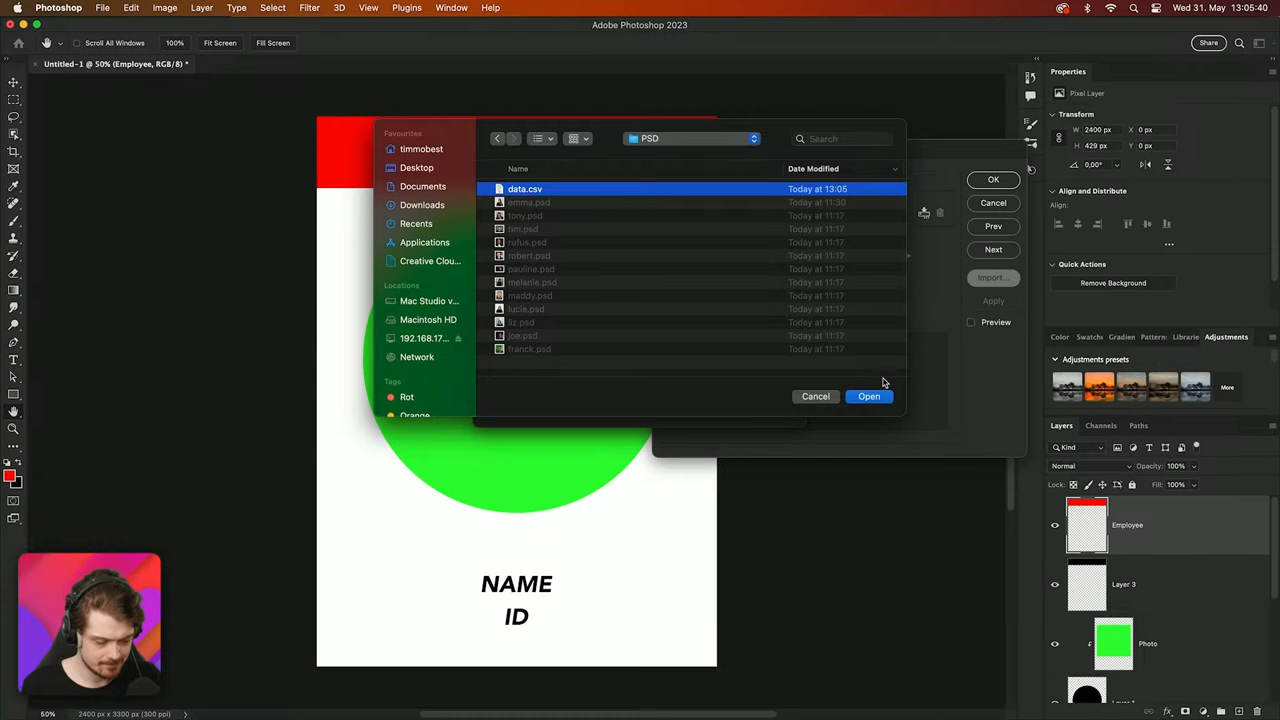 Photoshop File Edit Image Layer Type Select Filter 3D View Plugins Window Help Wed 31. May 13:05:40
Adobe Photoshop 2023
Scroll All Windows 100% Fit Screen Fill Screen Share
Untitled-1 @ 50% (Employee, RGB/8) *
Favourites
timmobest
Desktop
Documents
Downloads
Recents
Applications
Creative Clou...
Locations
Mac Studio v...
Macintosh HD
192.168.17...
Network
Tags
Rot
Orange
PSD
Search
Name Date Modified
data.csv Today at 13:05
emma.psd Today at 11:30
tony.psd Today at 11:17
tim.psd Today at 11:17
rufus.psd Today at 11:17
robert.psd Today at 11:17
pauline.psd Today at 11:17
melanie.psd Today at 11:17
maddy.psd Today at 11:17
lucie.psd Today at 11:17
liz.psd Today at 11:17
joe.psd Today at 11:17
franck.psd Today at 11:17
Cancel Open
OK
Cancel
Prev
Next
Import...
Apply
Preview
NAME
ID
Properties
Pixel Layer
Transform
W 2400 px X 0 px
H 429 px Y 0 px
0,00°
Align and Distribute
Align:
Quick Actions
Remove Background
Color Swatch Gradien Pattern: Librarie Adjustments
Adjustments presets
More
Layers Channels Paths
Kind
Normal Opacity: 100%
Lock: Fill: 100%
Employee
Layer 3
Photo
50% 2400 px x 3300 px (300 ppi)